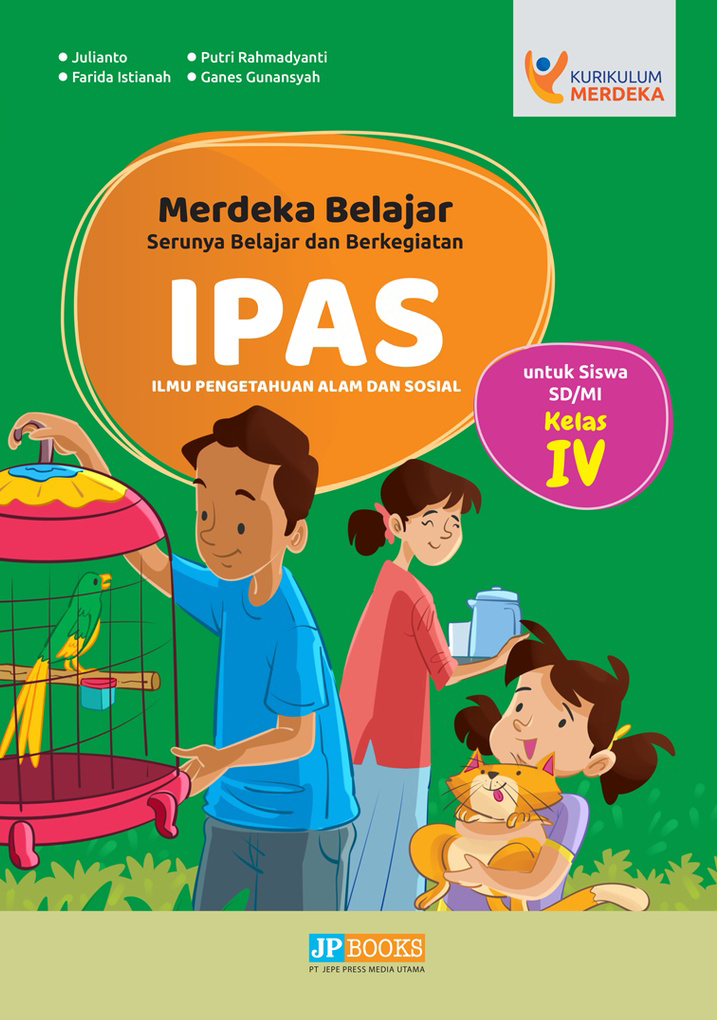 Julianto
Farida Istianah
Putri Rahmadyanti
Ganes Gunansyah
KURIKULUM
MERDEKA
Merdeka Belajar
Serunya Belajar dan Berkegiatan
IPAS
ILMU PENGETAHUAN ALAM DAN SOSIAL
untuk Siswa
SD/MI
Kelas
IV
JP BOOKS
PT JEPE PRESS MEDIA UTAMA